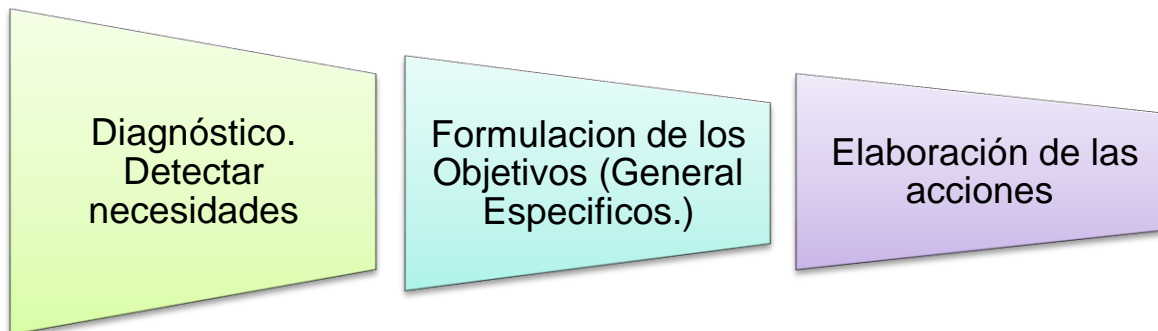 Diagnóstico.
Detectar
necesidades
Formulacion de los
Objetivos (General
Especificos.)
Elaboración de las
acciones